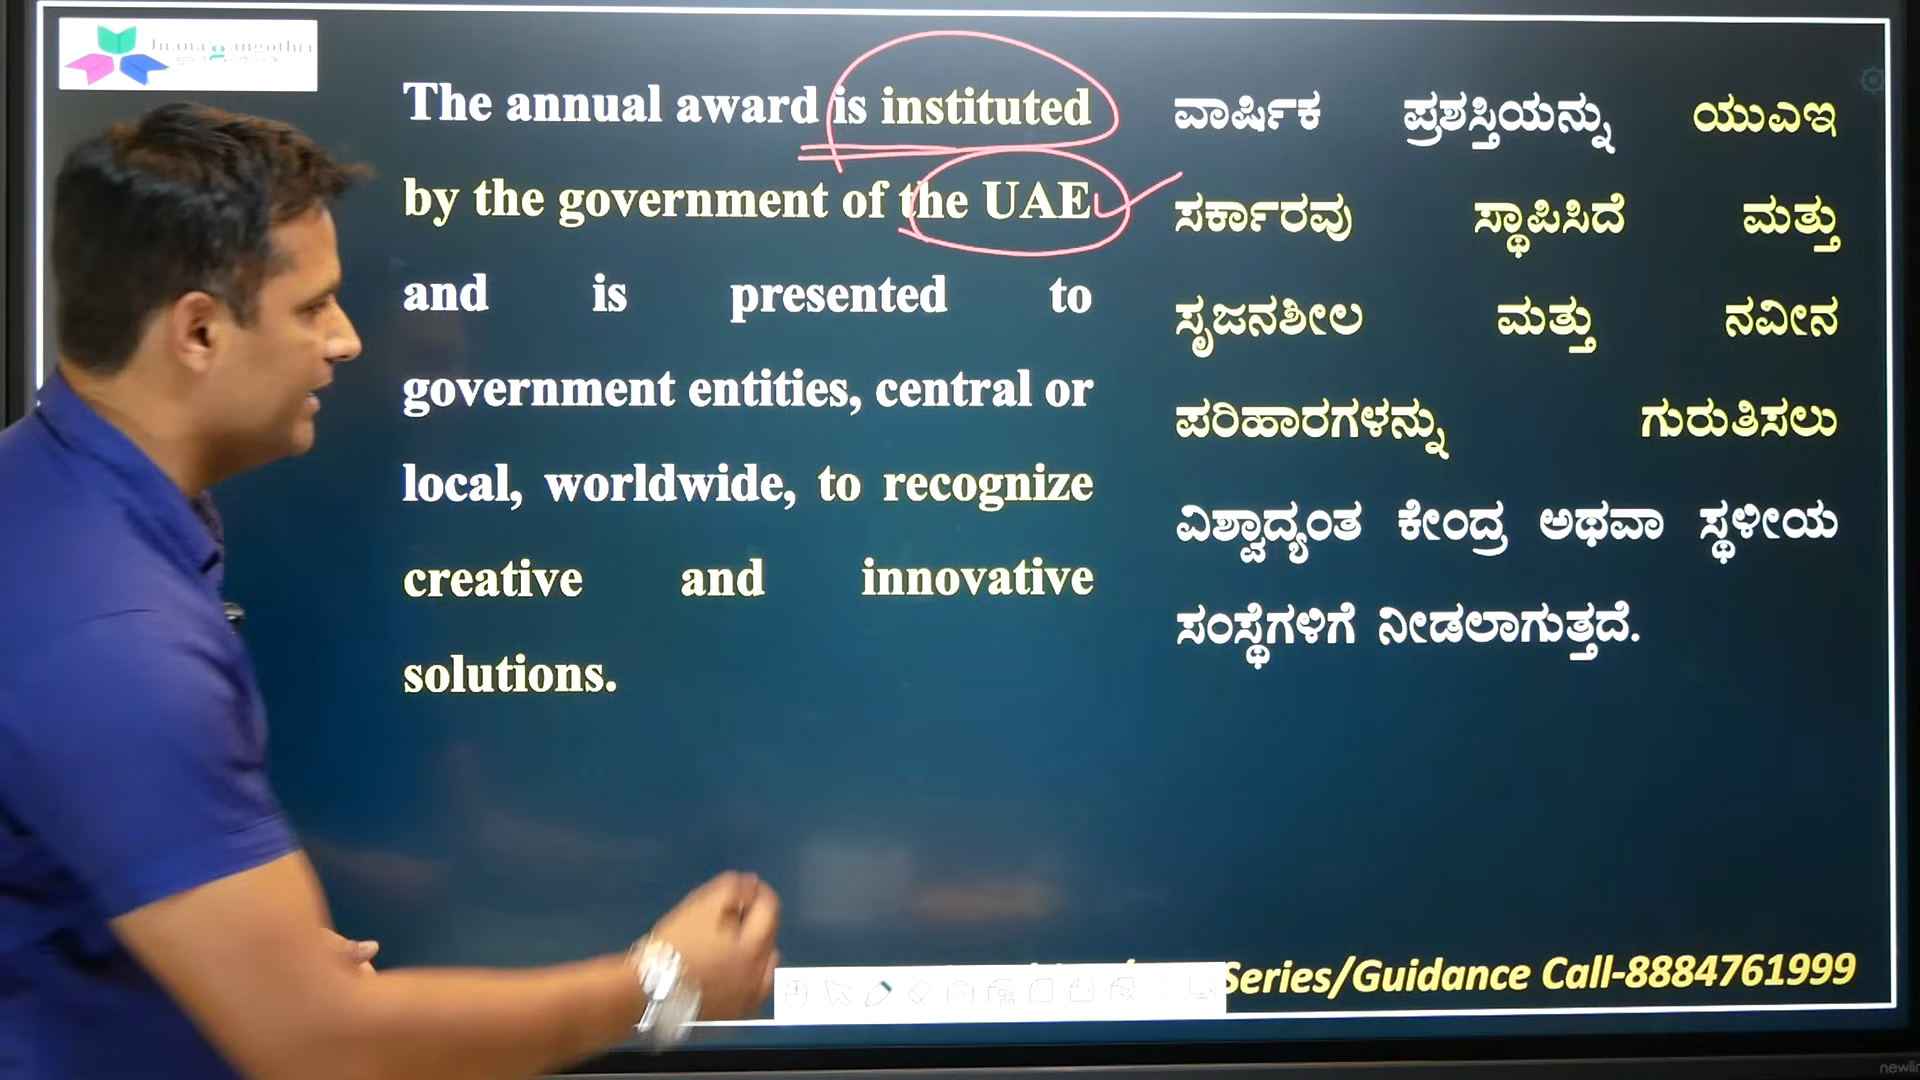 Jnana gangothri
The annual award is instituted
by the government of the UAE
and is presented to
government entities, central or
local, worldwide, to recognize
creative and innovative
solutions.
ವಾರ್ಷಿಕ ಪ್ರಶಸ್ತಿಯನ್ನು ಯುಎಇ
ಸರ್ಕಾರವು ಸ್ಥಾಪಿಸಿದೆ ಮತ್ತು
ಸೃಜನಶೀಲ ಮತ್ತು ನವೀನ
ಪರಿಹಾರಗಳನ್ನು ಗುರುತಿಸಲು
ವಿಶ್ವಾದ್ಯಂತ ಕೇಂದ್ರ ಅಥವಾ ಸ್ಥಳೀಯ
ಸಂಸ್ಥೆಗಳಿಗೆ ನೀಡಲಾಗುತ್ತದೆ.
Series/Guidance Call-8884761999